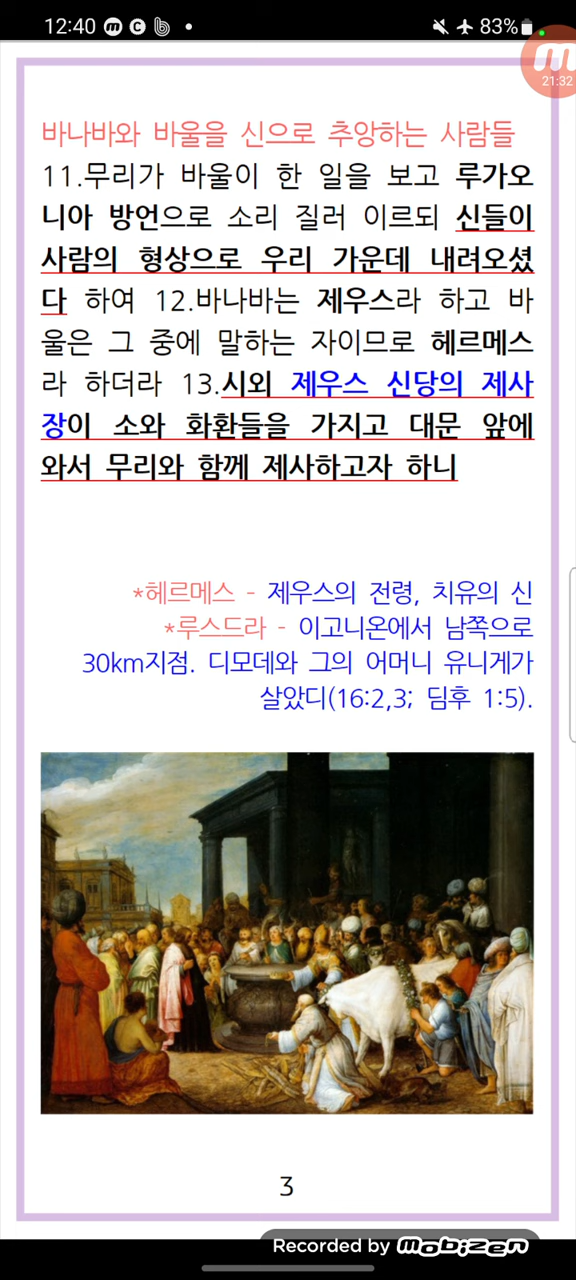 12:40
83%
21:32
바나바와 바울을 신으로 추앙하는 사람들
11.무리가 바울이 한 일을 보고 루가오
니아 방언으로 소리 질러 이르되 신들이
사람의 형상으로 우리 가운데 내려오셨
다 하여 12.바나바는 제우스라 하고 바
울은 그 중에 말하는 자이므로 헤르메스
라 하더라 13.시외 제우스 신당의 제사
장이 소와 화환들을 가지고 대문 앞에
와서 무리와 함께 제사하고자 하니
*헤르메스 - 제우스의 전령, 치유의 신
*루스드라 - 이고니온에서 남쪽으로
30km지점. 디모데와 그의 어머니 유니게가
살았디(16:2,3; 딤후 1:5).
3
Recorded by mobizen